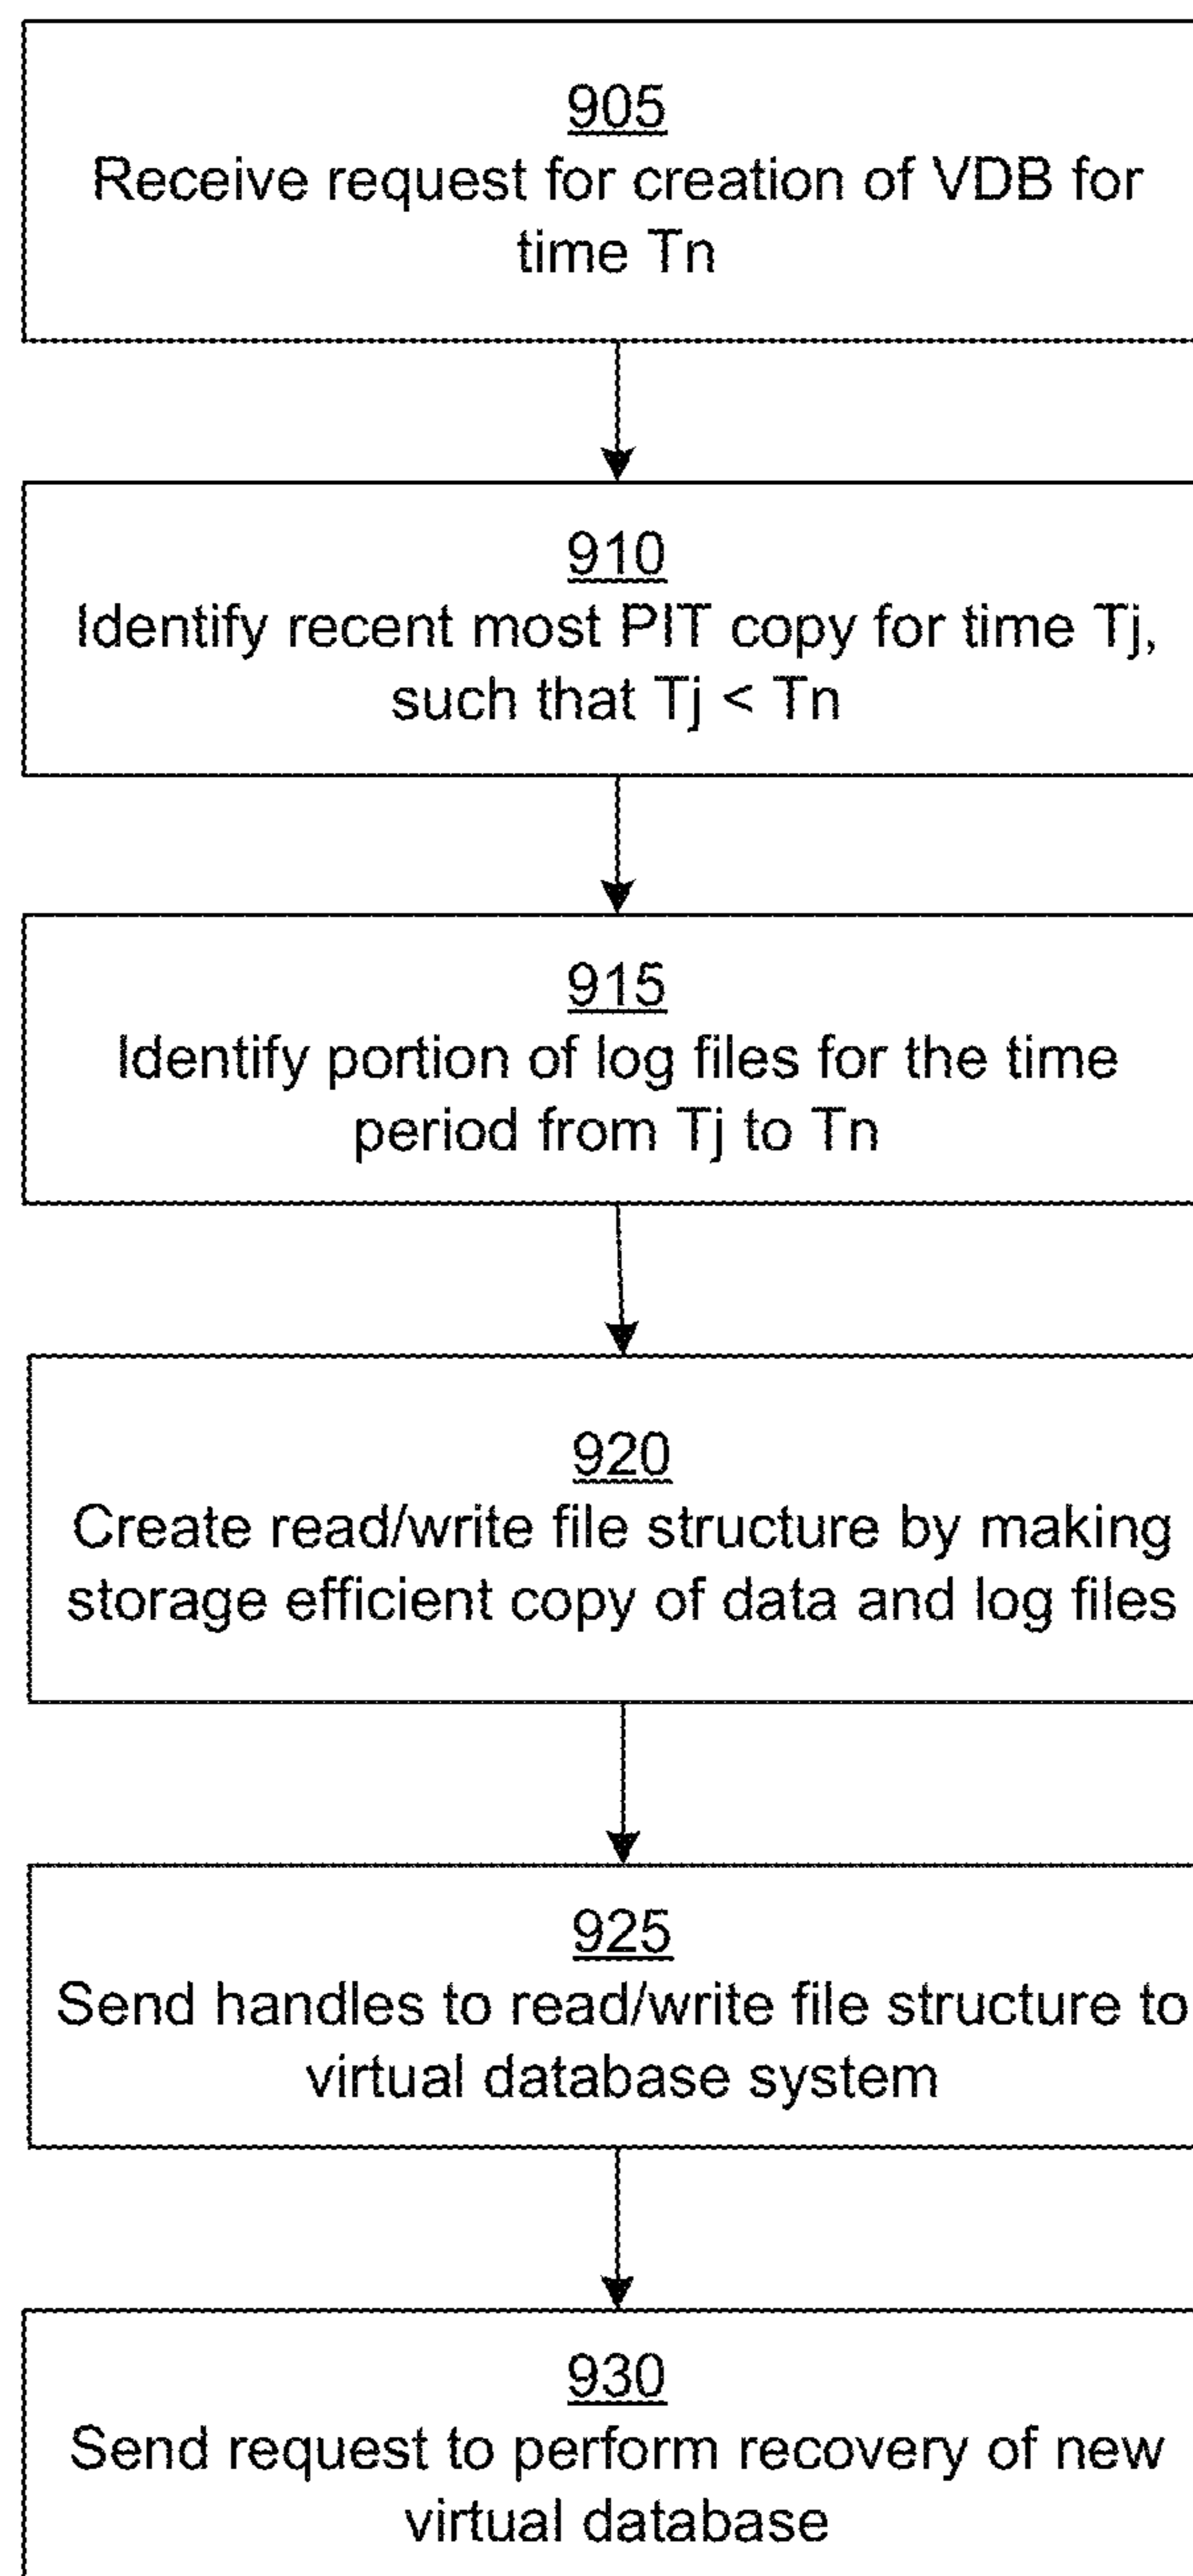 905
Receive request for creation of VDB for
time Tn
910
Identify recent most PIT copy for time Tj,
such that Tj < Tn
915
Identify portion of log files for the time
period from Tj to Tn
920
Create read/write file structure by making
storage efficient copy of data and log files
925
Send handles to read/write file structure to
virtual database system
930
Send request to perform recovery of new
virtual database